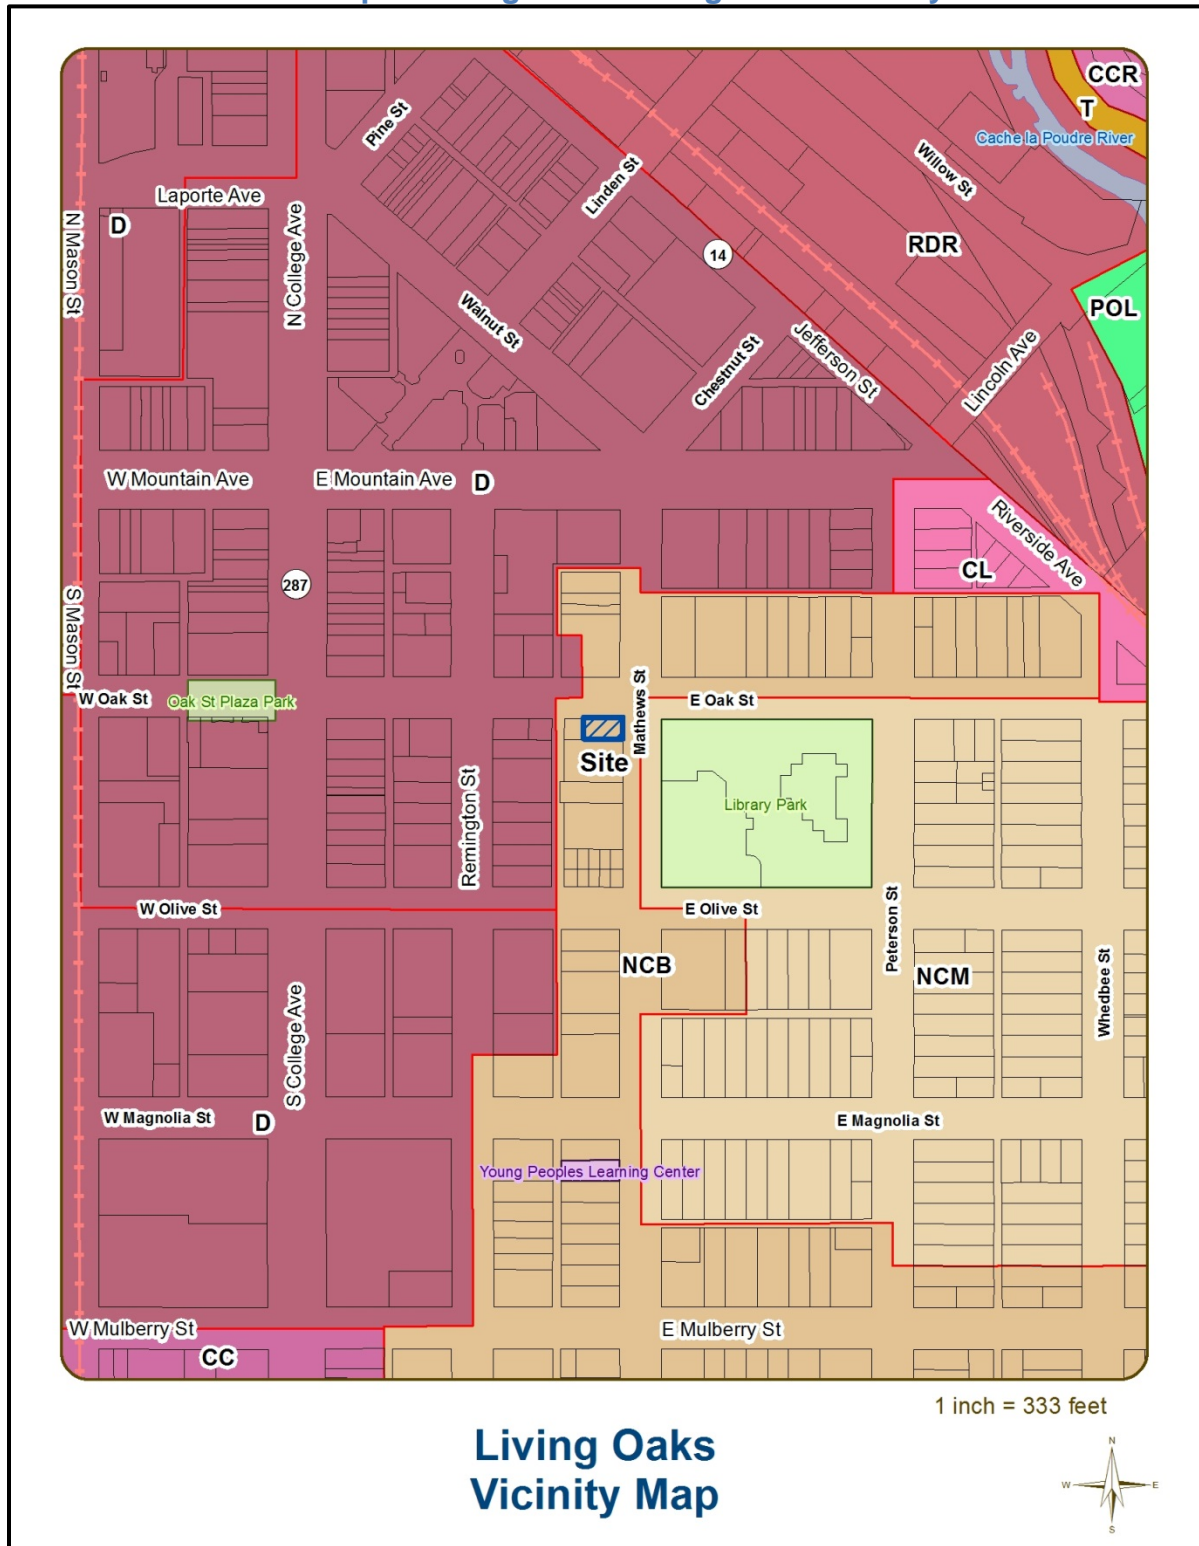 CCR
T
Cache la Poudre River
Pine St
Linden St
Willow St
Laporte Ave
D
N Mason St
N College Ave
RDR
14
POL
Walnut St
Chestnut St
Jefferson St
Lincoln Ave
W Mountain Ave
E Mountain Ave
D
Riverside Ave
CL
287
S Mason St
W Oak St
Oak St Plaza Park
Mathews St
E Oak St
Site
Remington St
Library Park
W Olive St
E Olive St
Peterson St
NCB
NCM
Whedbee St
S College Ave
W Magnolia St
D
E Magnolia St
Young Peoples Learning Center
W Mulberry St
E Mulberry St
CC
1 inch = 333 feet
Living Oaks
Vicinity Map
N
W
E
S